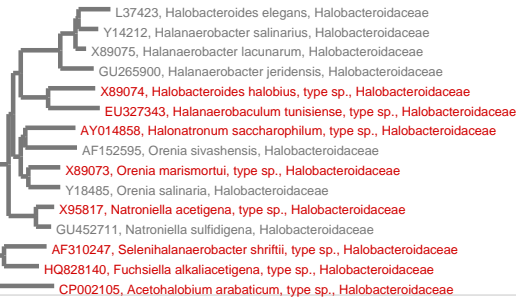 L37423, Halobacteroides elegans, Halobacteroidaceae
Y14212, Halanaerobacter salinarius, Halobacteroidaceae
X89075, Halanaerobacter lacunarum, Halobacteroidaceae
GU265900, Halanaerobacter jeridensis, Halobacteroidaceae
X89074, Halobacteroides halobius, type sp., Halobacteroidaceae
EU327343, Halanaerobaculum tunisiense, type sp., Halobacteroidaceae
AY014858, Halonatronum saccharophilum, type sp., Halobacteroidaceae
AF152595, Orenia sivashensis, Halobacteroidaceae
X89073, Orenia marismortui, type sp., Halobacteroidaceae
Y18485, Orenia salinaria, Halobacteroidaceae
X95817, Natroniella acetigena, type sp., Halobacteroidaceae
GU452711, Natroniella sulfidigena, Halobacteroidaceae
AF310247, Selenihalanaerobacter shriftii, type sp., Halobacteroidaceae
HQ828140, Fuchsiella alkaliacetigena, type sp., Halobacteroidaceae
CP002105, Acetohalobium arabaticum, type sp., Halobacteroidaceae